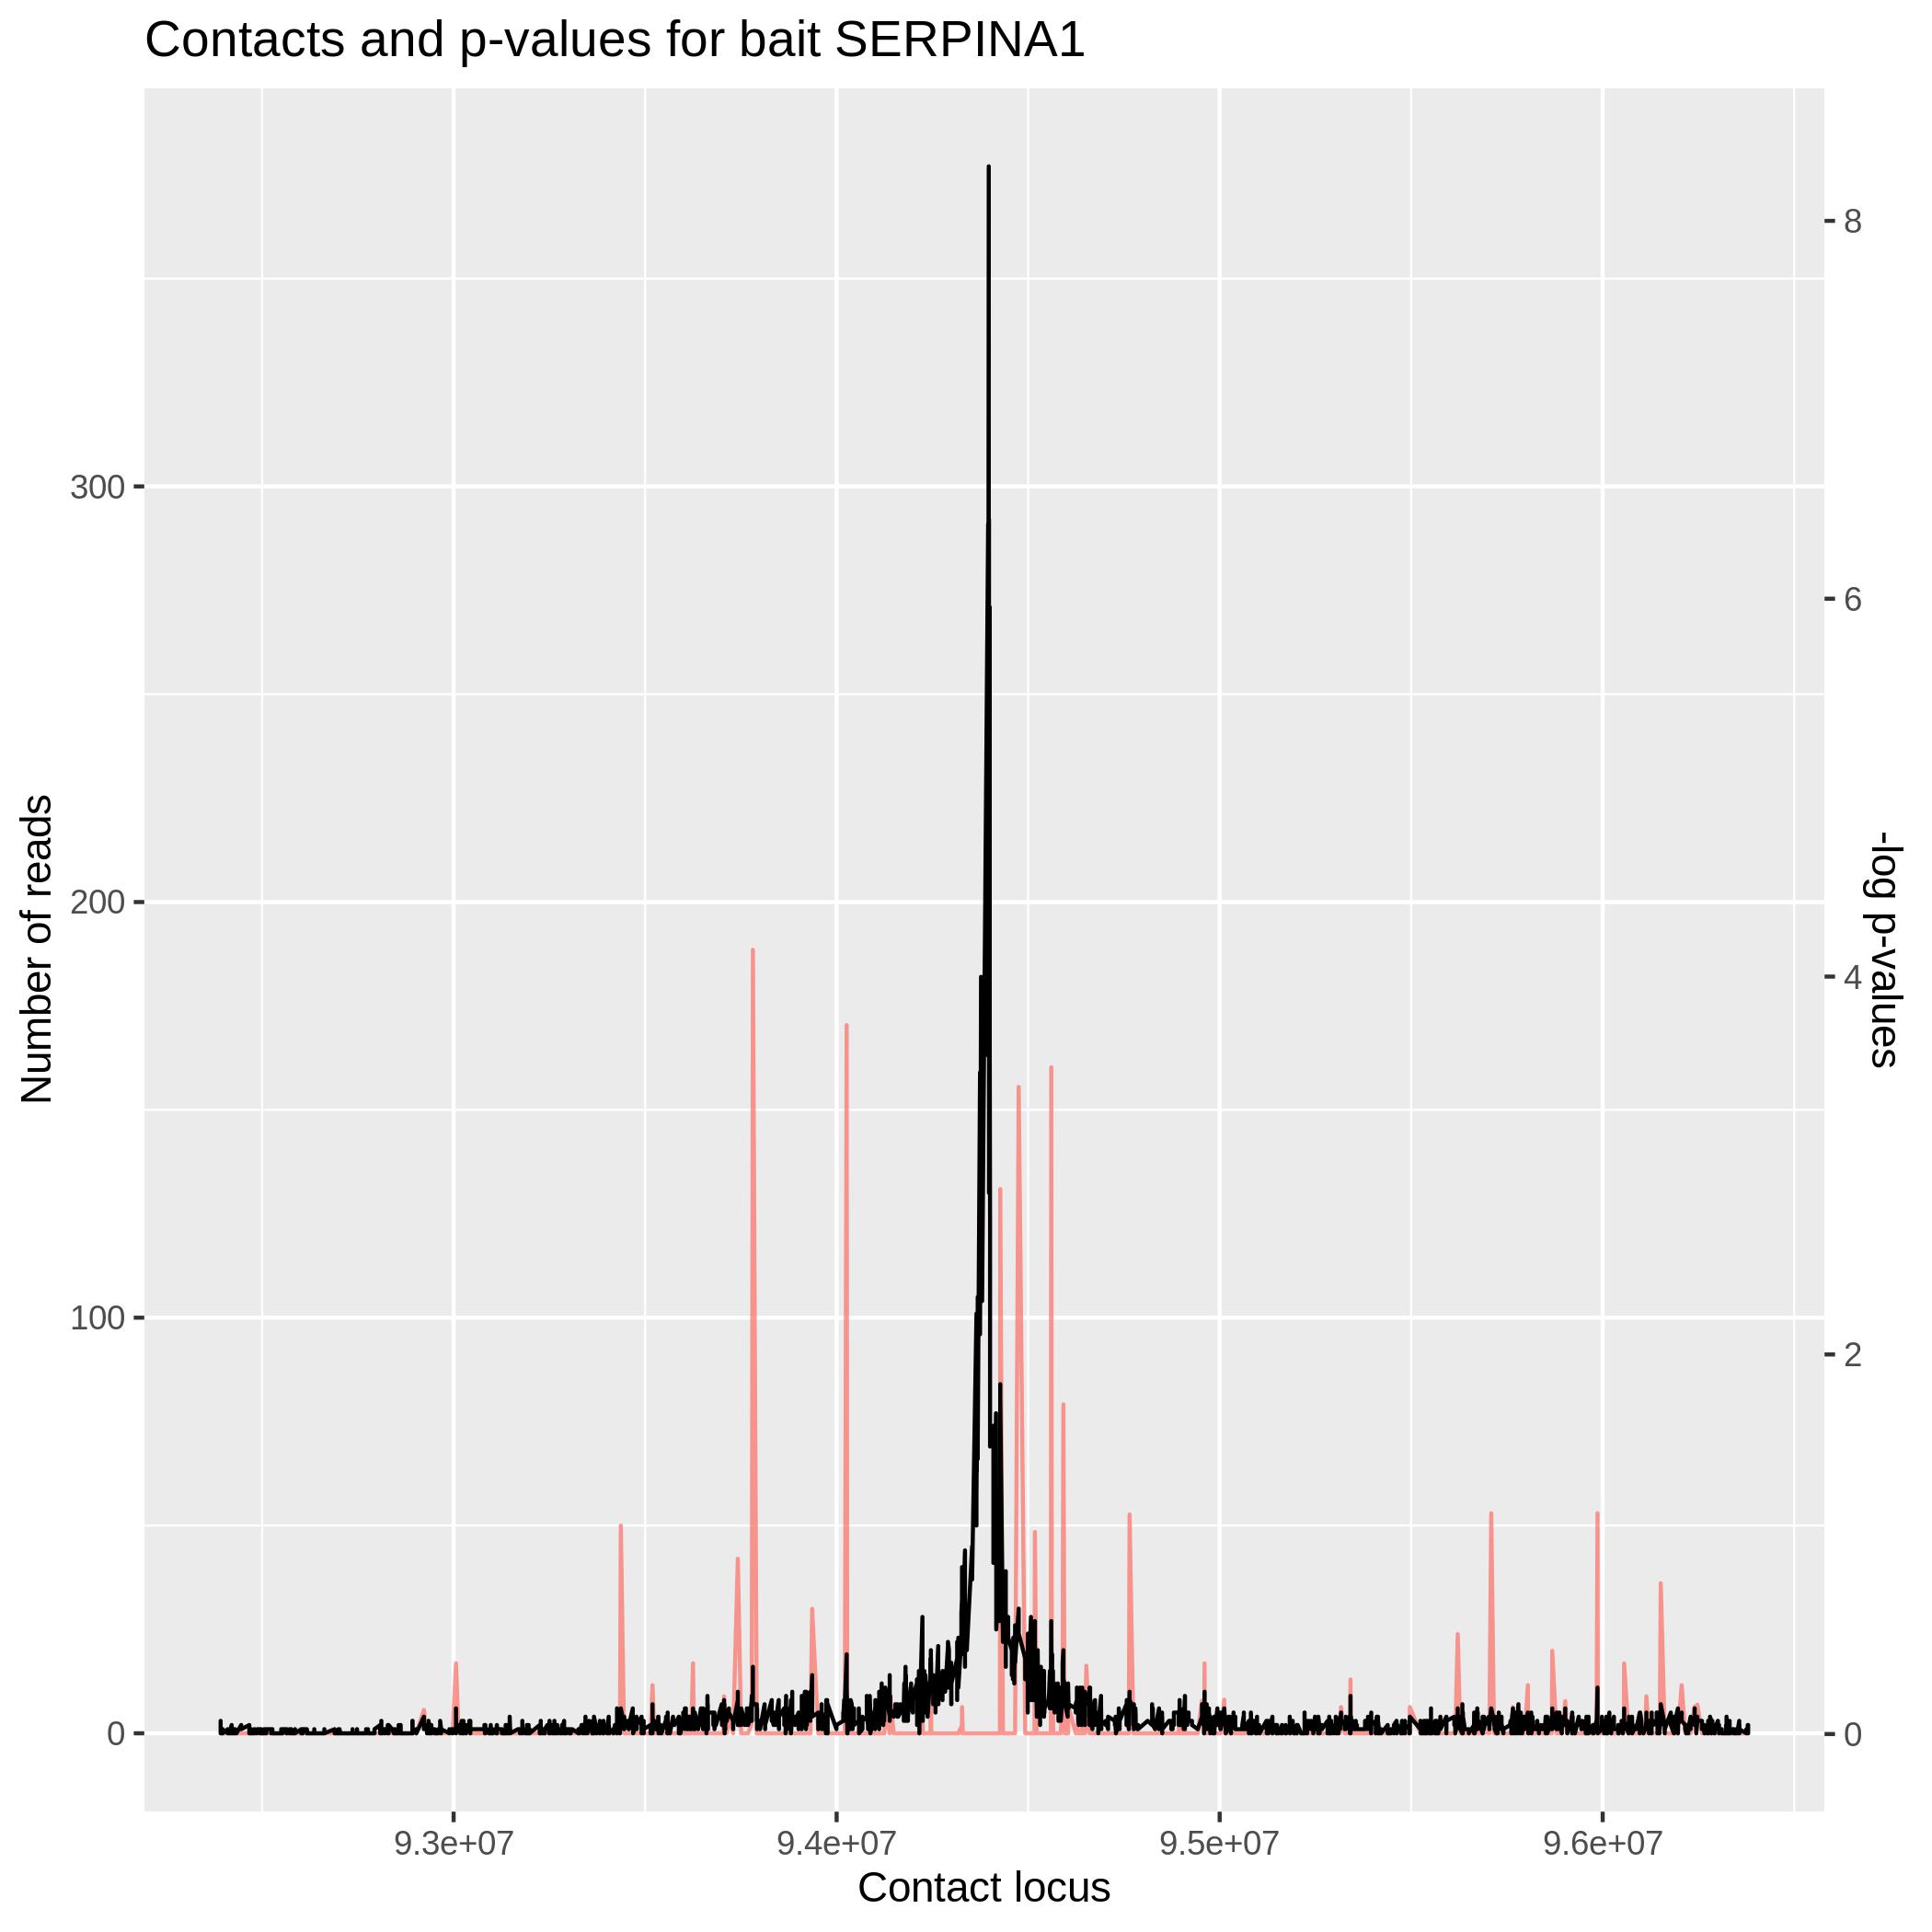 Contacts and p-values for bait SERPINA1
Number of reads
300
200
100
0
8
6
4
2
0
-log p-values
9.3e+07
9.4e+07
9.5e+07
9.6e+07
Contact locus